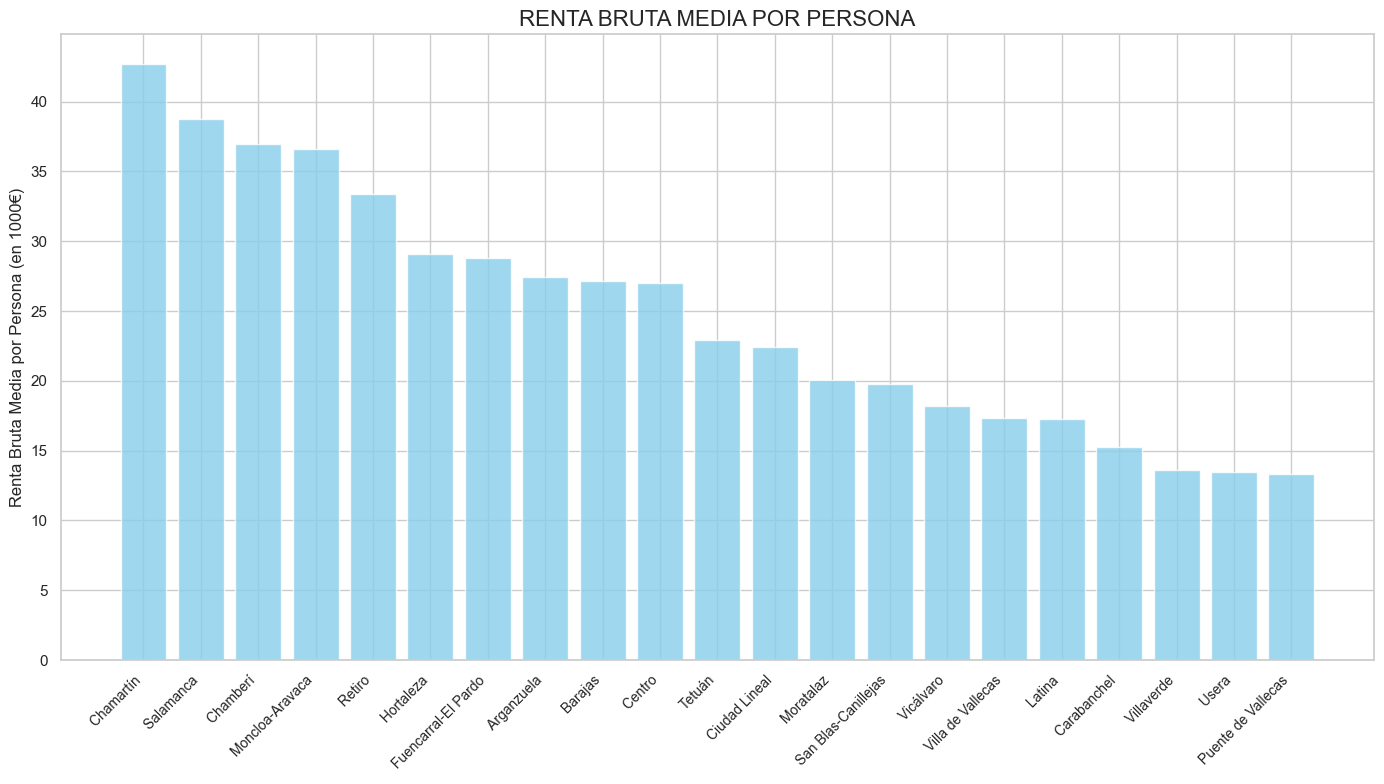 RENTA BRUTA MEDIA POR PERSONA
Renta Bruta Media por Persona (en 1000€)
40
35
30
25
20
15
10
5
0
Chamartín
Salamanca
Chamberí
Moncloa-Aravaca
Retiro
Hortaleza
Fuencarral-El Pardo
Arganzuela
Barajas
Centro
Tetuán
Ciudad Lineal
Moratalaz
San Blas-Canillejas
Vicálvaro
Villa de Vallecas
Latina
Carabanchel
Villaverde
Usera
Puente de Vallecas